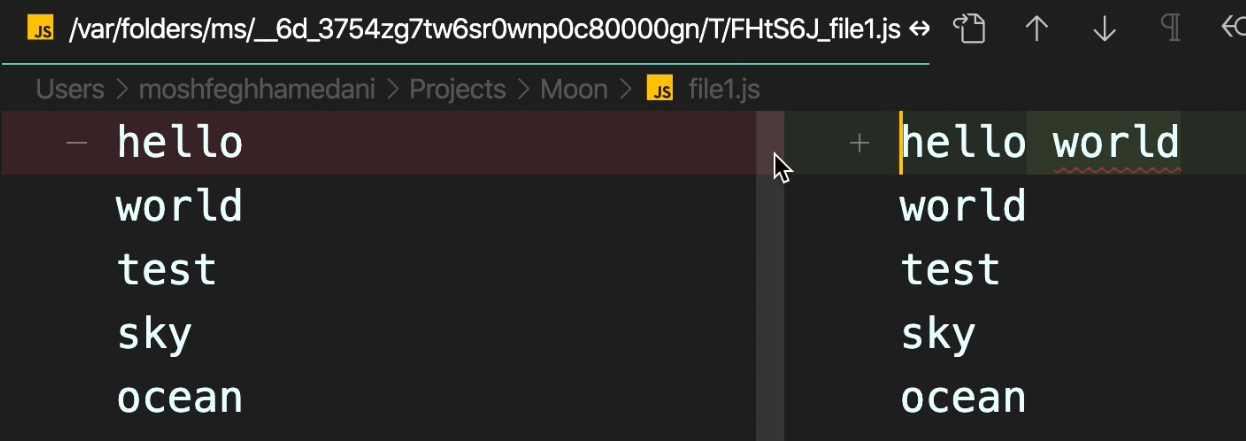 JS /var/folders/ms/__6d_3754zg7tw6sr0wnp0c80000gn/T/FHtS6J_file1.js ↔
Users > moshfeghhamedani > Projects > Moon > JS file1.js
− hello
world
test
sky
ocean
+ hello world
world
test
sky
ocean